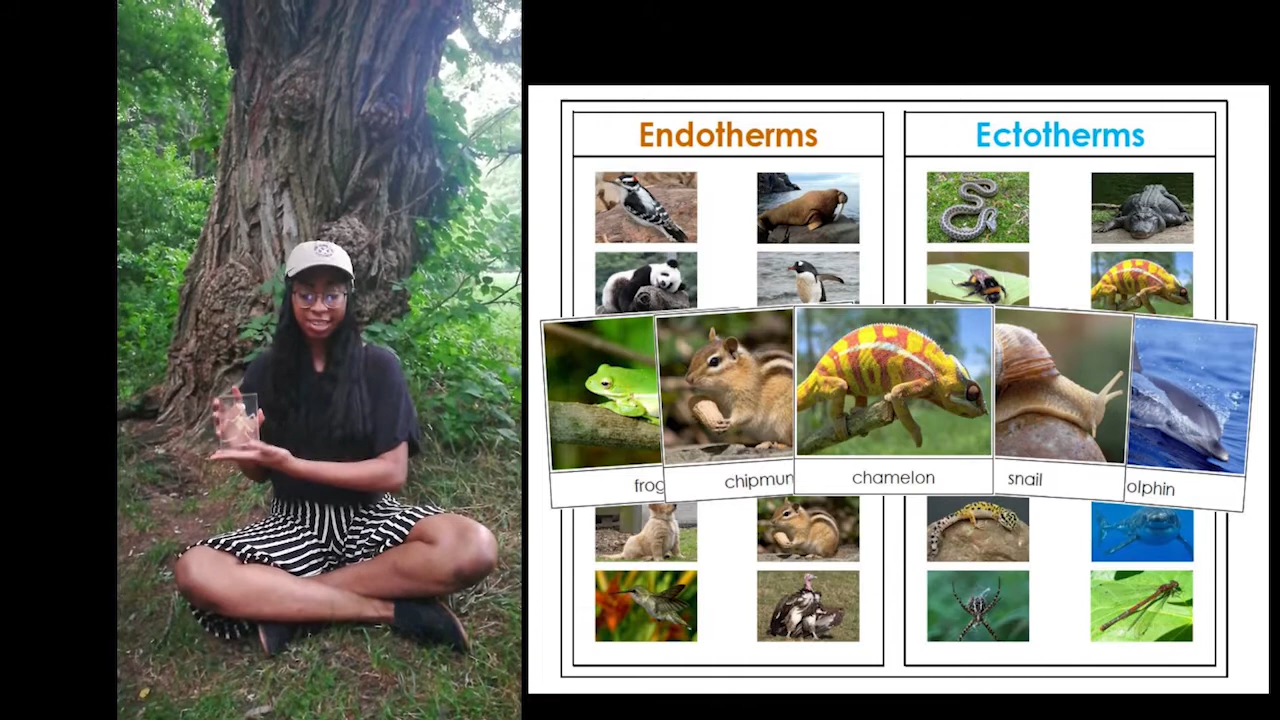 Endotherms
Ectotherms
frog
chipmun
chamelon
snail
olphin